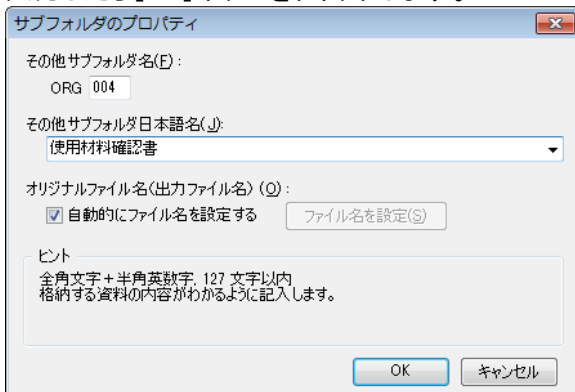 サブフォルダのプロパティ
その他サブフォルダ名(F) :
ORG 004
その他サブフォルダ日本語名(J):
使用材料確認書
オリジナルファイル名(出力ファイル名) (O) :
自動的にファイル名を設定する ファイル名を設定(S)
ヒント
全角文字+半角英数字, 127 文字以内
格納する資料の内容がわかるように記入します。
OK キャンセル